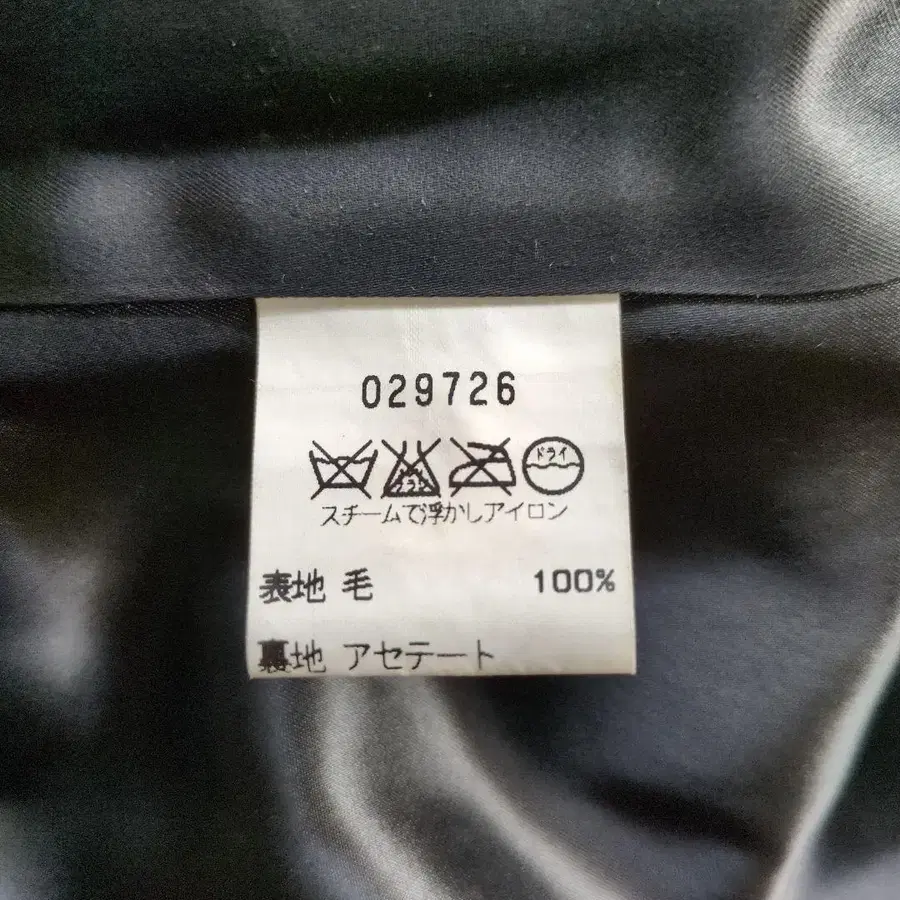 029726
ドライ
スチームで浮かしアイロン
表地 毛 100%
裏地 アセテート